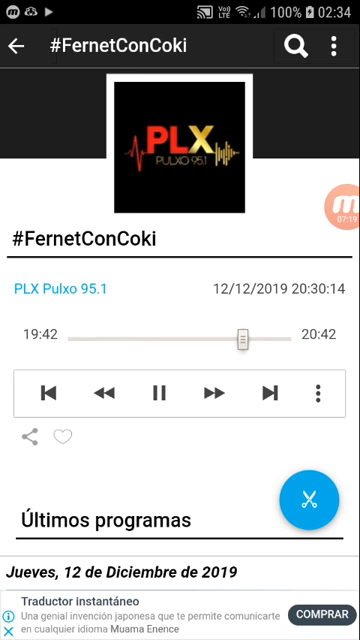 100% 02:34
#FernetConCoki
PLX
PULXO 95.1
07:19
#FernetConCoki
PLX Pulxo 95.1 12/12/2019 20:30:14
19:42 20:42
Últimos programas
Jueves, 12 de Diciembre de 2019
Traductor instantáneo
Una genial invención japonesa que te permite comunicarte
en cualquier idioma Muama Enence
COMPRAR